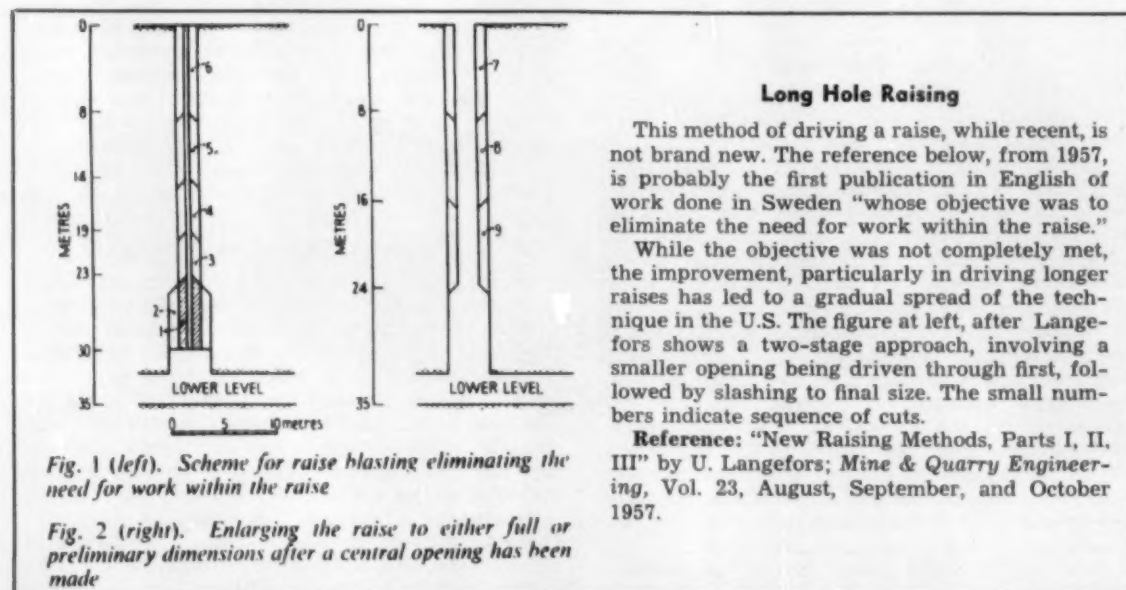 0
8
14
19
23
30
35
METRES
6
5.
4
3
2-
1-
LOWER LEVEL
0 5 10 metres
0
8
16
24
35
METRES
7
8
9
LOWER LEVEL
Fig. 1 (left). Scheme for raise blasting eliminating the
need for work within the raise
Fig. 2 (right). Enlarging the raise to either full or
preliminary dimensions after a central opening has been
made
Long Hole Raising
This method of driving a raise, while recent, is
not brand new. The reference below, from 1957,
is probably the first publication in English of
work done in Sweden "whose objective was to
eliminate the need for work within the raise."
While the objective was not completely met,
the improvement, particularly in driving longer
raises has led to a gradual spread of the tech-
nique in the U.S. The figure at left, after Lange-
fors shows a two-stage approach, involving a
smaller opening being driven through first, fol-
lowed by slashing to final size. The small num-
bers indicate sequence of cuts.
Reference: "New Raising Methods, Parts I, II,
III" by U. Langefors; Mine & Quarry Engineer-
ing, Vol. 23, August, September, and October
1957.